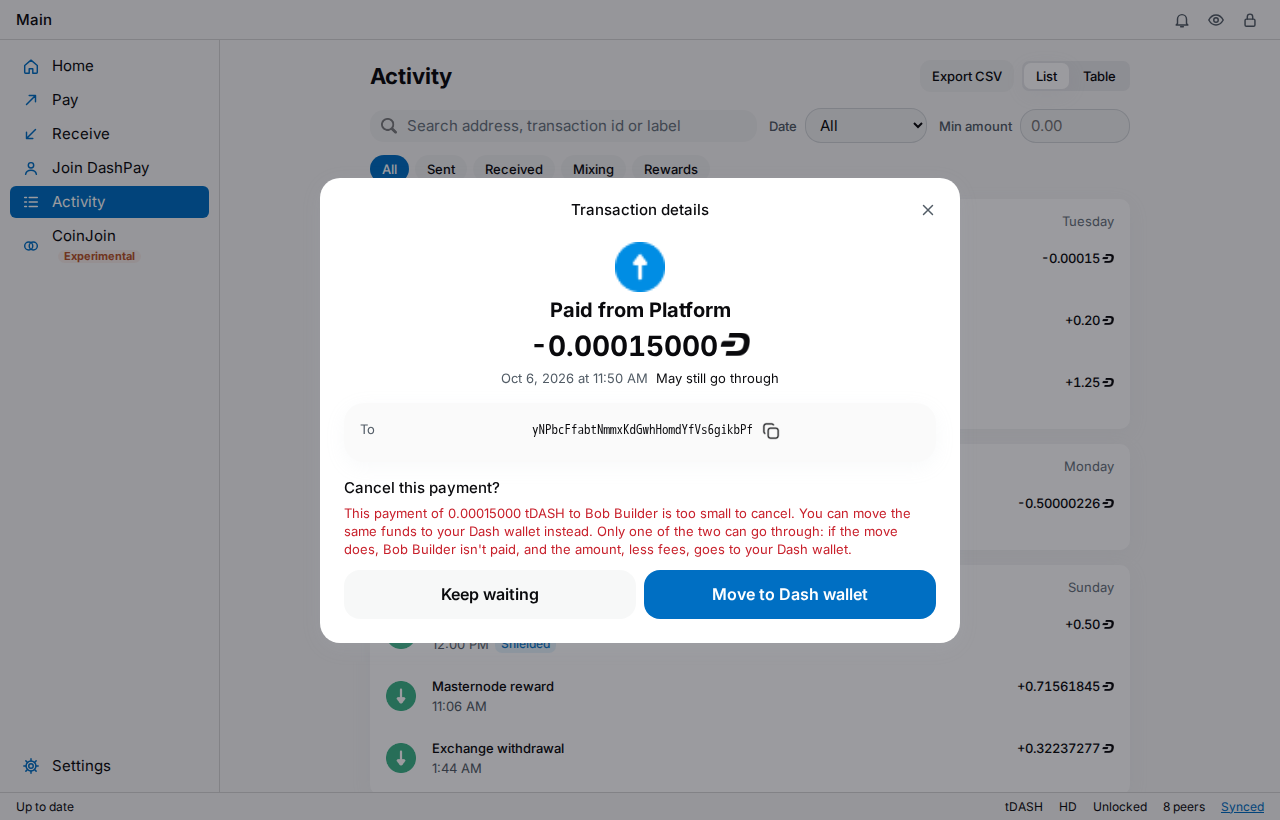 Main
Home
Pay
Receive
Join DashPay
Activity
CoinJoin
Experimental
Settings
Activity
Export CSV
List
Table
Search address, transaction id or label
Date
All
Min amount
0.00
All
Sent
Received
Mixing
Rewards
Tuesday
-0.00015
+0.20
+1.25
Monday
-0.50000226
Sunday
+0.50
12:00 PM
Shielded
Masternode reward
+0.71561845
11:06 AM
Exchange withdrawal
+0.32237277
1:44 AM
Transaction details
Paid from Platform
-0.00015000
Oct 6, 2026 at 11:50 AM May still go through
To
yNPbcFfabtNmmxKdGwhHomdYfVs6gikbPf
Cancel this payment?
This payment of 0.00015000 tDASH to Bob Builder is too small to cancel. You can move the
same funds to your Dash wallet instead. Only one of the two can go through: if the move
does, Bob Builder isn't paid, and the amount, less fees, goes to your Dash wallet.
Keep waiting
Move to Dash wallet
Up to date
tDASH
HD
Unlocked
8 peers
Synced